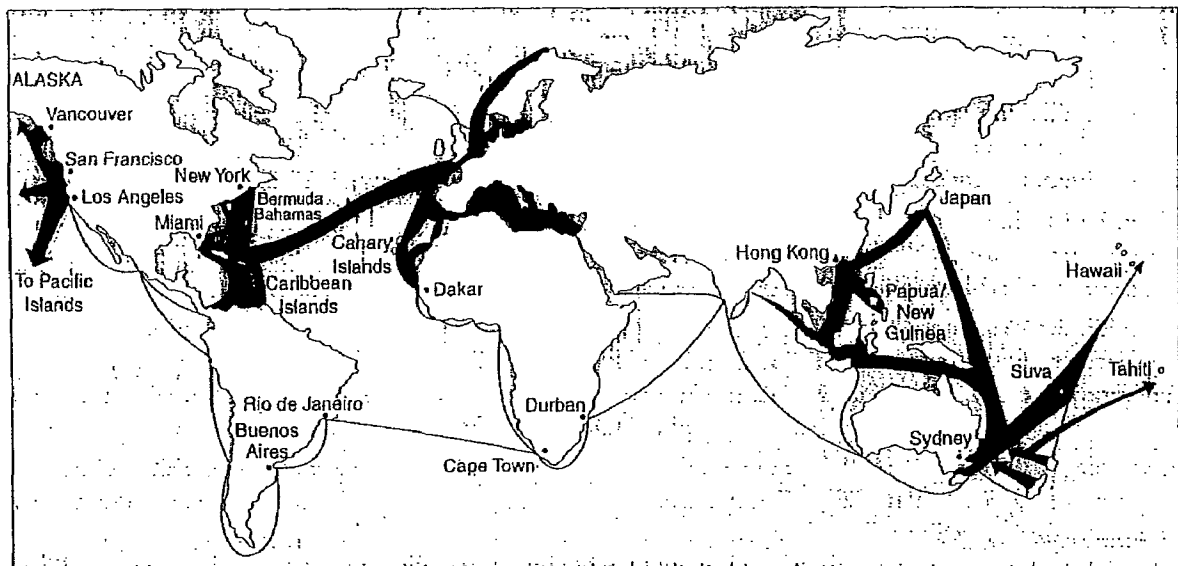 ALASKA
Vancouver
San Francisco
Los Angeles
To Pacific
Islands
New York
Bermuda
Bahamas
Miami
Caribbean
Islands
Canary
Islands
Dakar
Rio de Janeiro
Buenos
Aires
Cape Town
Durban
Hong Kong
Japan
Papua/
New
Guinea
Hawaii
Suva
Tahiti
Sydney